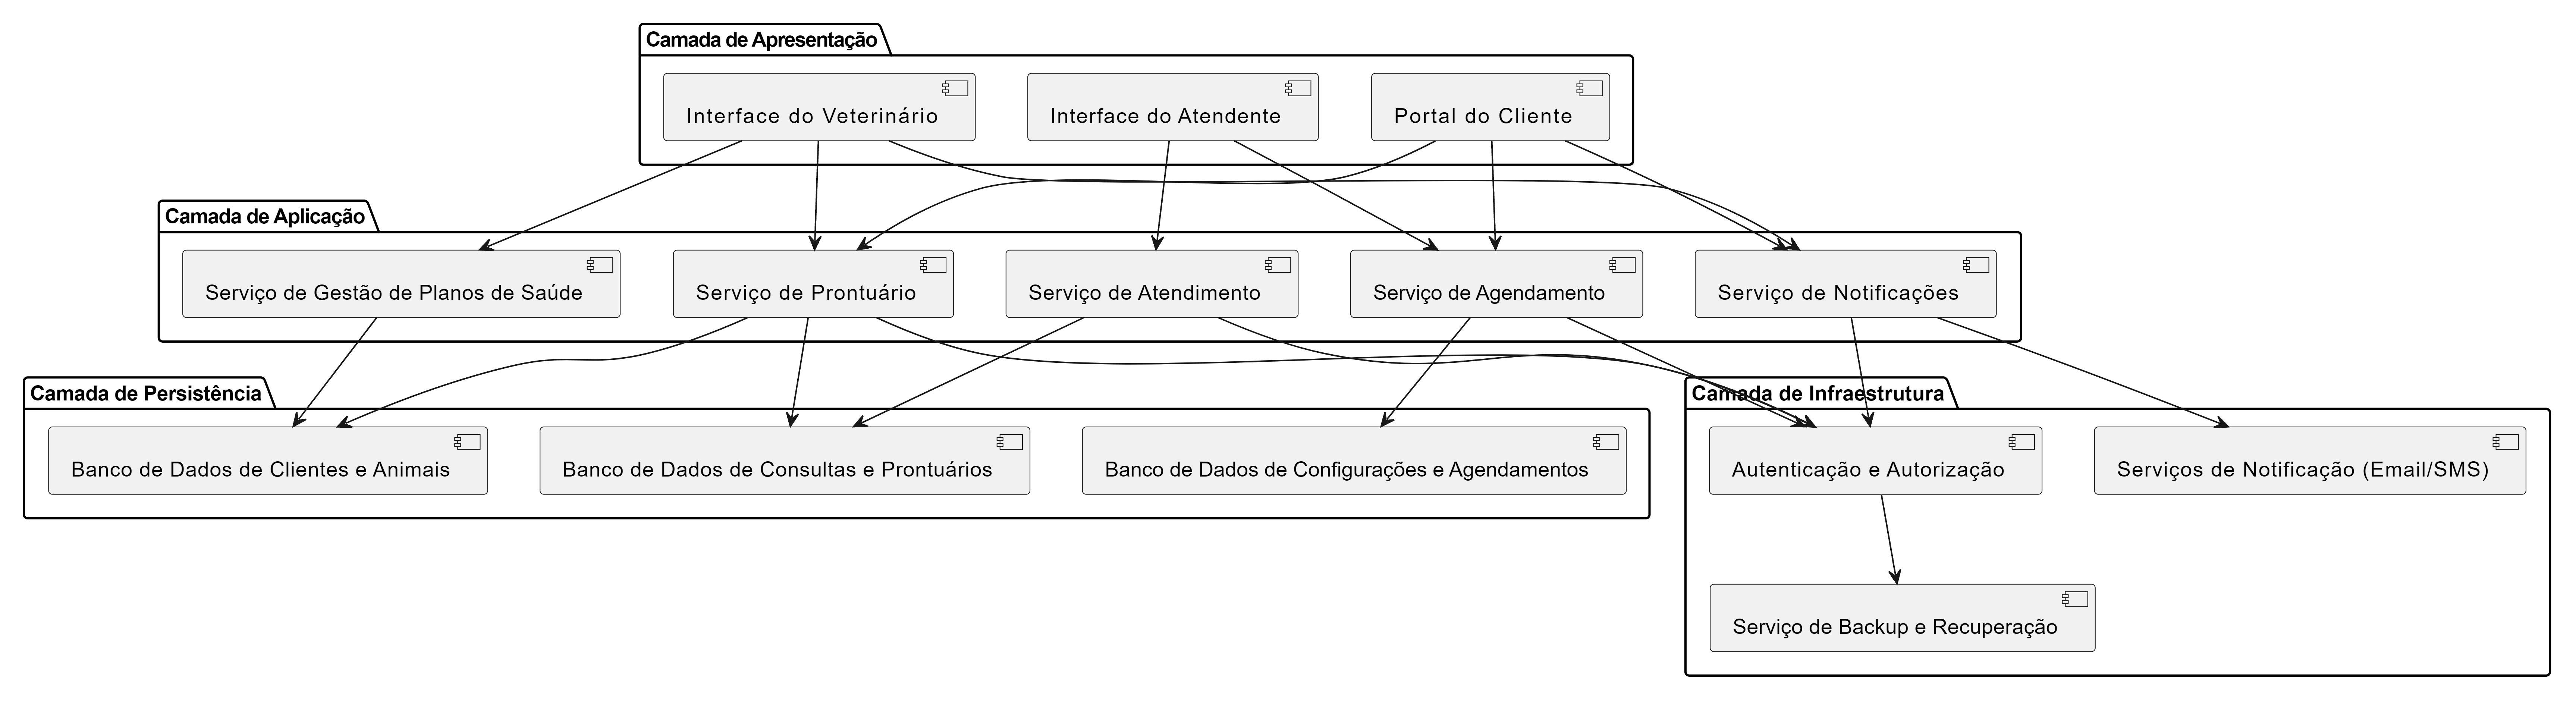 Camada de Apresentação
Interface do Veterinário
Interface do Atendente
Portal do Cliente
Camada de Aplicação
Serviço de Gestão de Planos de Saúde
Serviço de Prontuário
Serviço de Atendimento
Serviço de Agendamento
Serviço de Notificações
Camada de Persistência
Banco de Dados de Clientes e Animais
Banco de Dados de Consultas e Prontuários
Banco de Dados de Configurações e Agendamentos
Camada de Infraestrutura
Autenticação e Autorização
Serviços de Notificação (Email/SMS)
Serviço de Backup e Recuperação